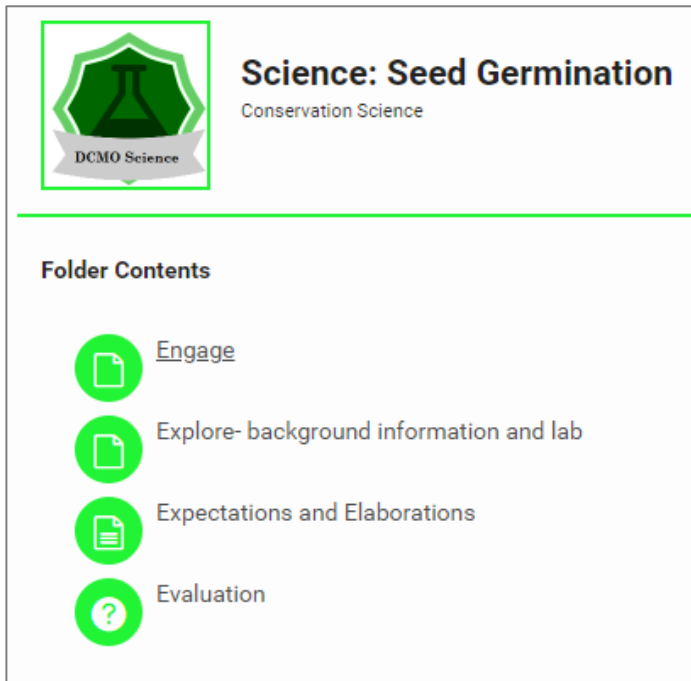 DCMO Science
Science: Seed Germination
Conservation Science
Folder Contents
Engage
Explore- background information and lab
Expectations and Elaborations
Evaluation